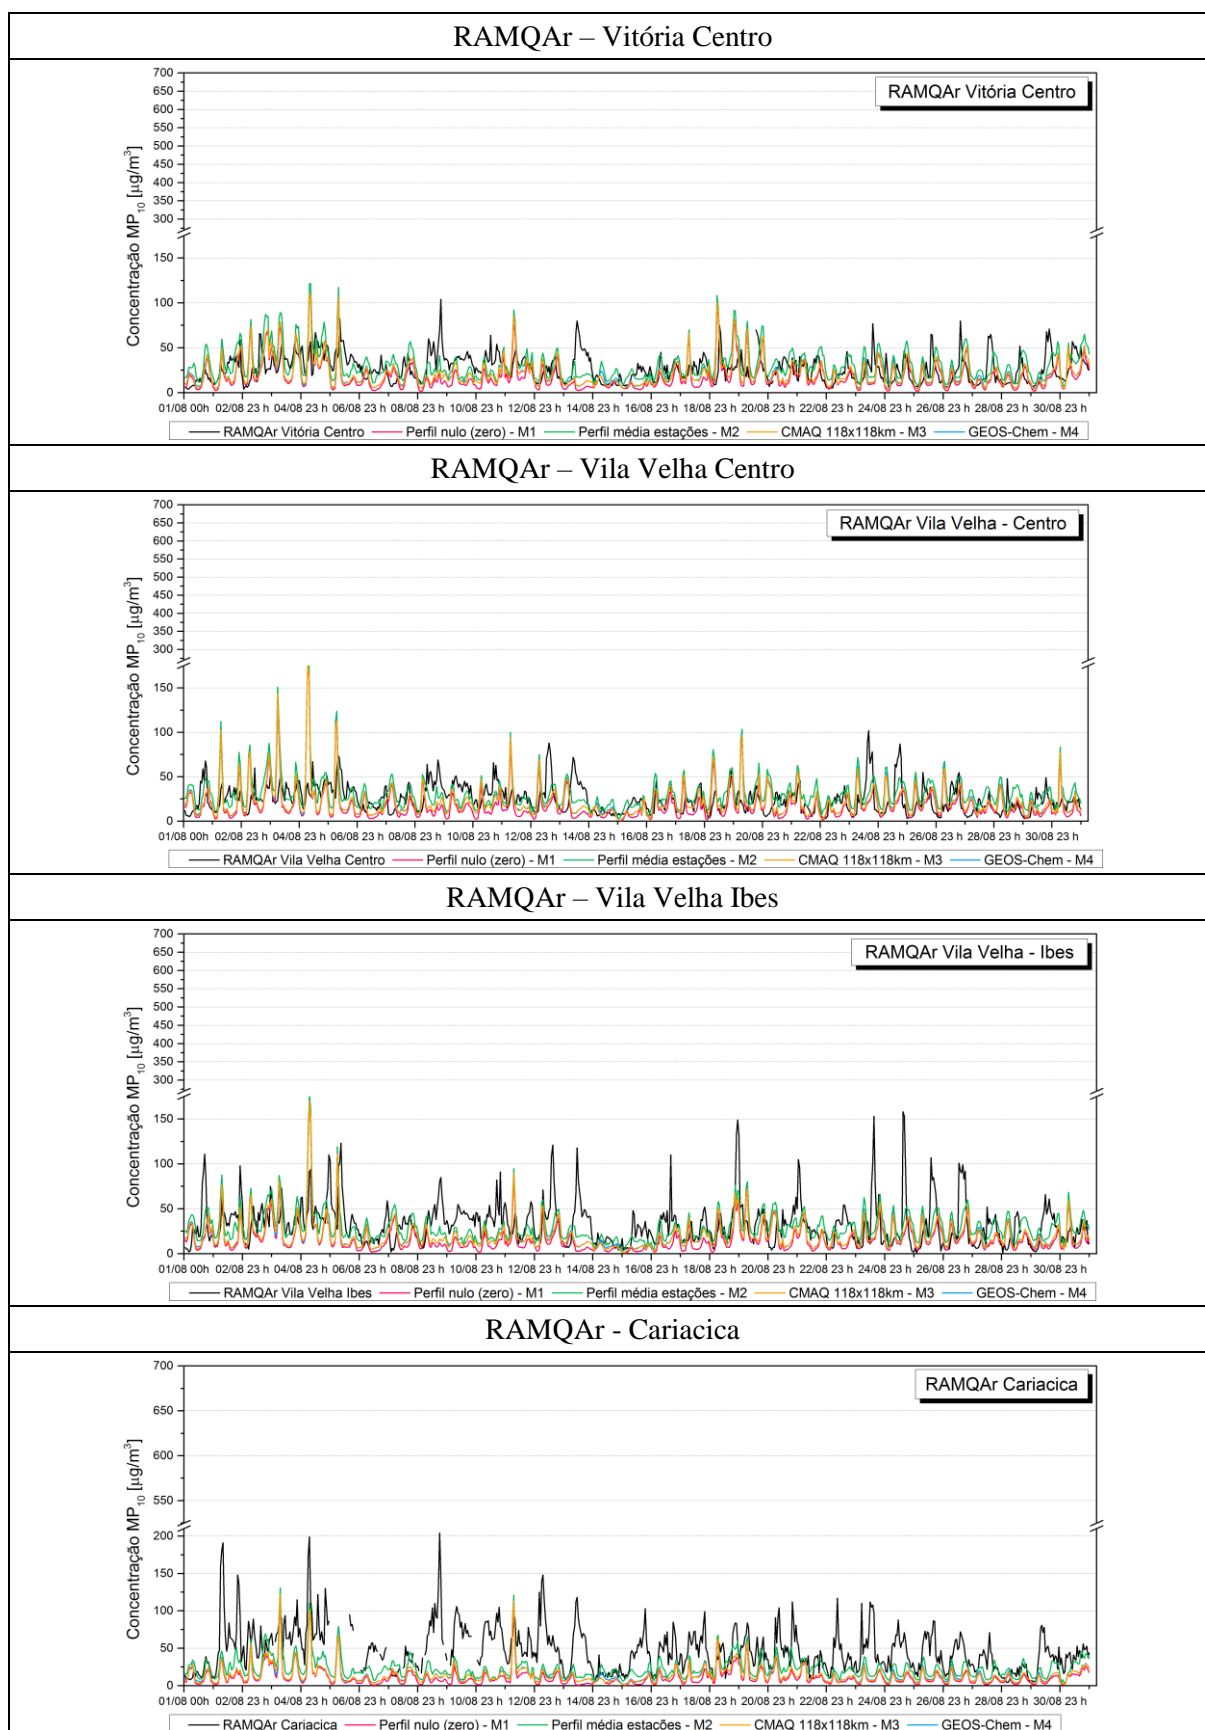 RAMQAr – Vitória Centro
RAMQAr Vitória Centro
Concentração MP10 [µg/m³]
700
650
600
550
500
450
400
350
300
150
100
50
0
01/08 00h 02/08 23 h 04/08 23 h 06/08 23 h 08/08 23 h 10/08 23 h 12/08 23 h 14/08 23 h 16/08 23 h 18/08 23 h 20/08 23 h 22/08 23 h 24/08 23 h 26/08 23 h 28/08 23 h 30/08 23 h
RAMQAr Vitória Centro Perfil nulo (zero) - M1 Perfil média estações - M2 CMAQ 118x118km - M3 GEOS-Chem - M4
RAMQAr – Vila Velha Centro
RAMQAr Vila Velha - Centro
Concentração MP10 [µg/m³]
700
650
600
550
500
450
400
350
300
150
100
50
0
01/08 00h 02/08 23 h 04/08 23 h 06/08 23 h 08/08 23 h 10/08 23 h 12/08 23 h 14/08 23 h 16/08 23 h 18/08 23 h 20/08 23 h 22/08 23 h 24/08 23 h 26/08 23 h 28/08 23 h 30/08 23 h
RAMQAr Vila Velha Centro Perfil nulo (zero) - M1 Perfil média estações - M2 CMAQ 118x118km - M3 GEOS-Chem - M4
RAMQAr – Vila Velha Ibes
RAMQAr Vila Velha - Ibes
Concentração MP10 [µg/m³]
700
650
600
550
500
450
400
350
300
150
100
50
0
01/08 00h 02/08 23 h 04/08 23 h 06/08 23 h 08/08 23 h 10/08 23 h 12/08 23 h 14/08 23 h 16/08 23 h 18/08 23 h 20/08 23 h 22/08 23 h 24/08 23 h 26/08 23 h 28/08 23 h 30/08 23 h
RAMQAr Vila Velha Ibes Perfil nulo (zero) - M1 Perfil média estações - M2 CMAQ 118x118km - M3 GEOS-Chem - M4
RAMQAr - Cariacica
RAMQAr Cariacica
Concentração MP10 [µg/m³]
700
650
600
550
200
150
100
50
0
01/08 00h 02/08 23 h 04/08 23 h 06/08 23 h 08/08 23 h 10/08 23 h 12/08 23 h 14/08 23 h 16/08 23 h 18/08 23 h 20/08 23 h 22/08 23 h 24/08 23 h 26/08 23 h 28/08 23 h 30/08 23 h
RAMQAr Cariacica Perfil nulo (zero) - M1 Perfil média estações - M2 CMAQ 118x118km - M3 GEOS-Chem - M4